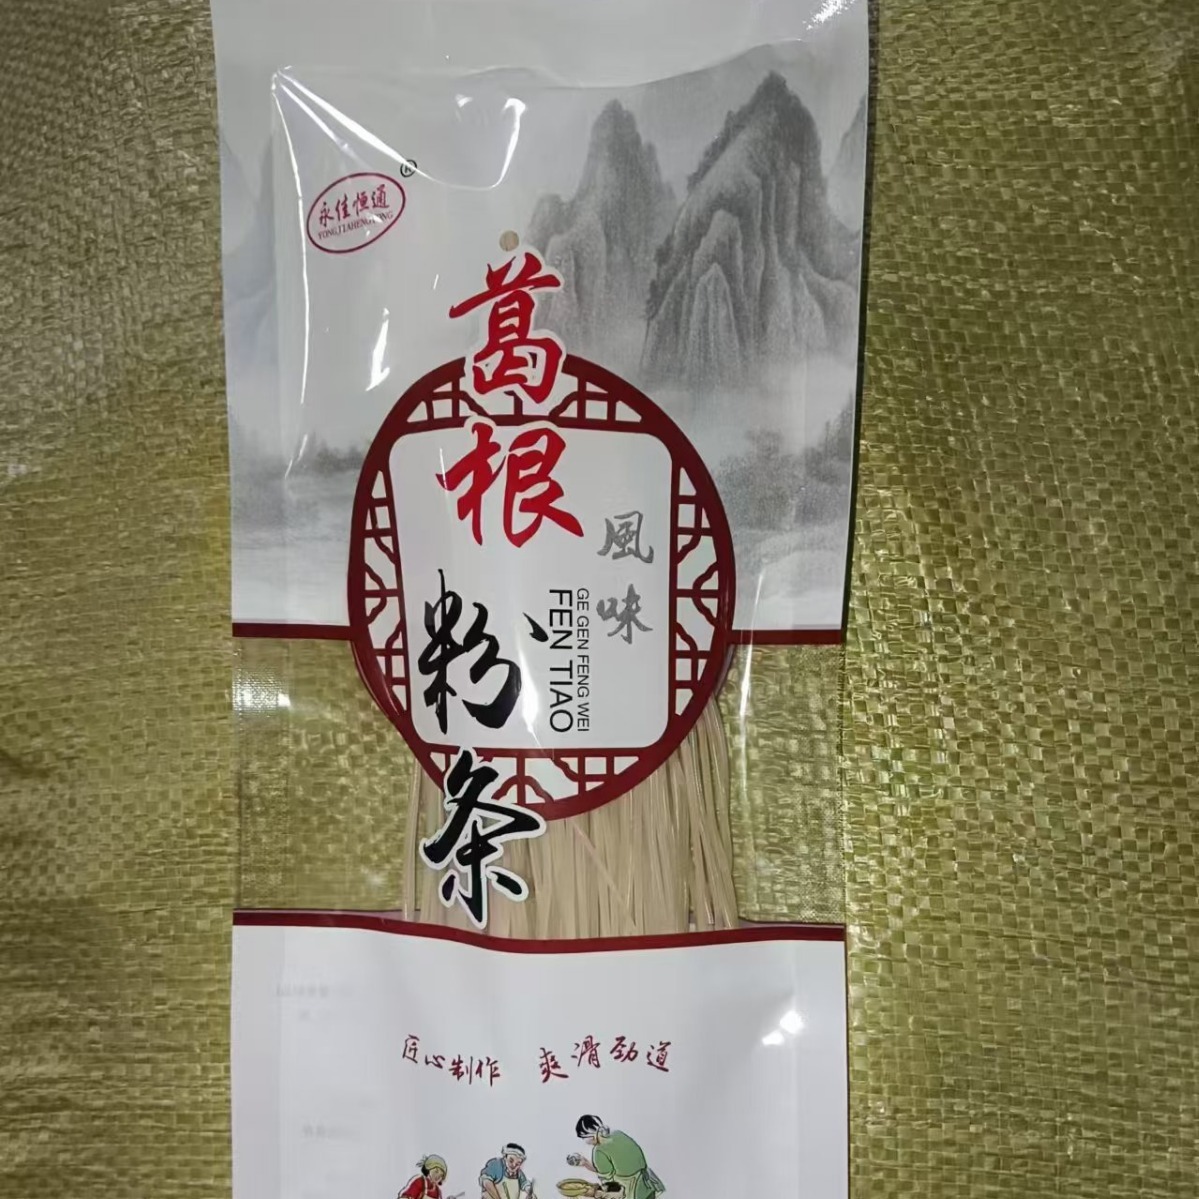 永佳恒通
YONGJIAHENGTONG
®
葛根
風味
粉条
GE GEN FENG WEI
FEN TIAO
匠心制作 爽滑劲道